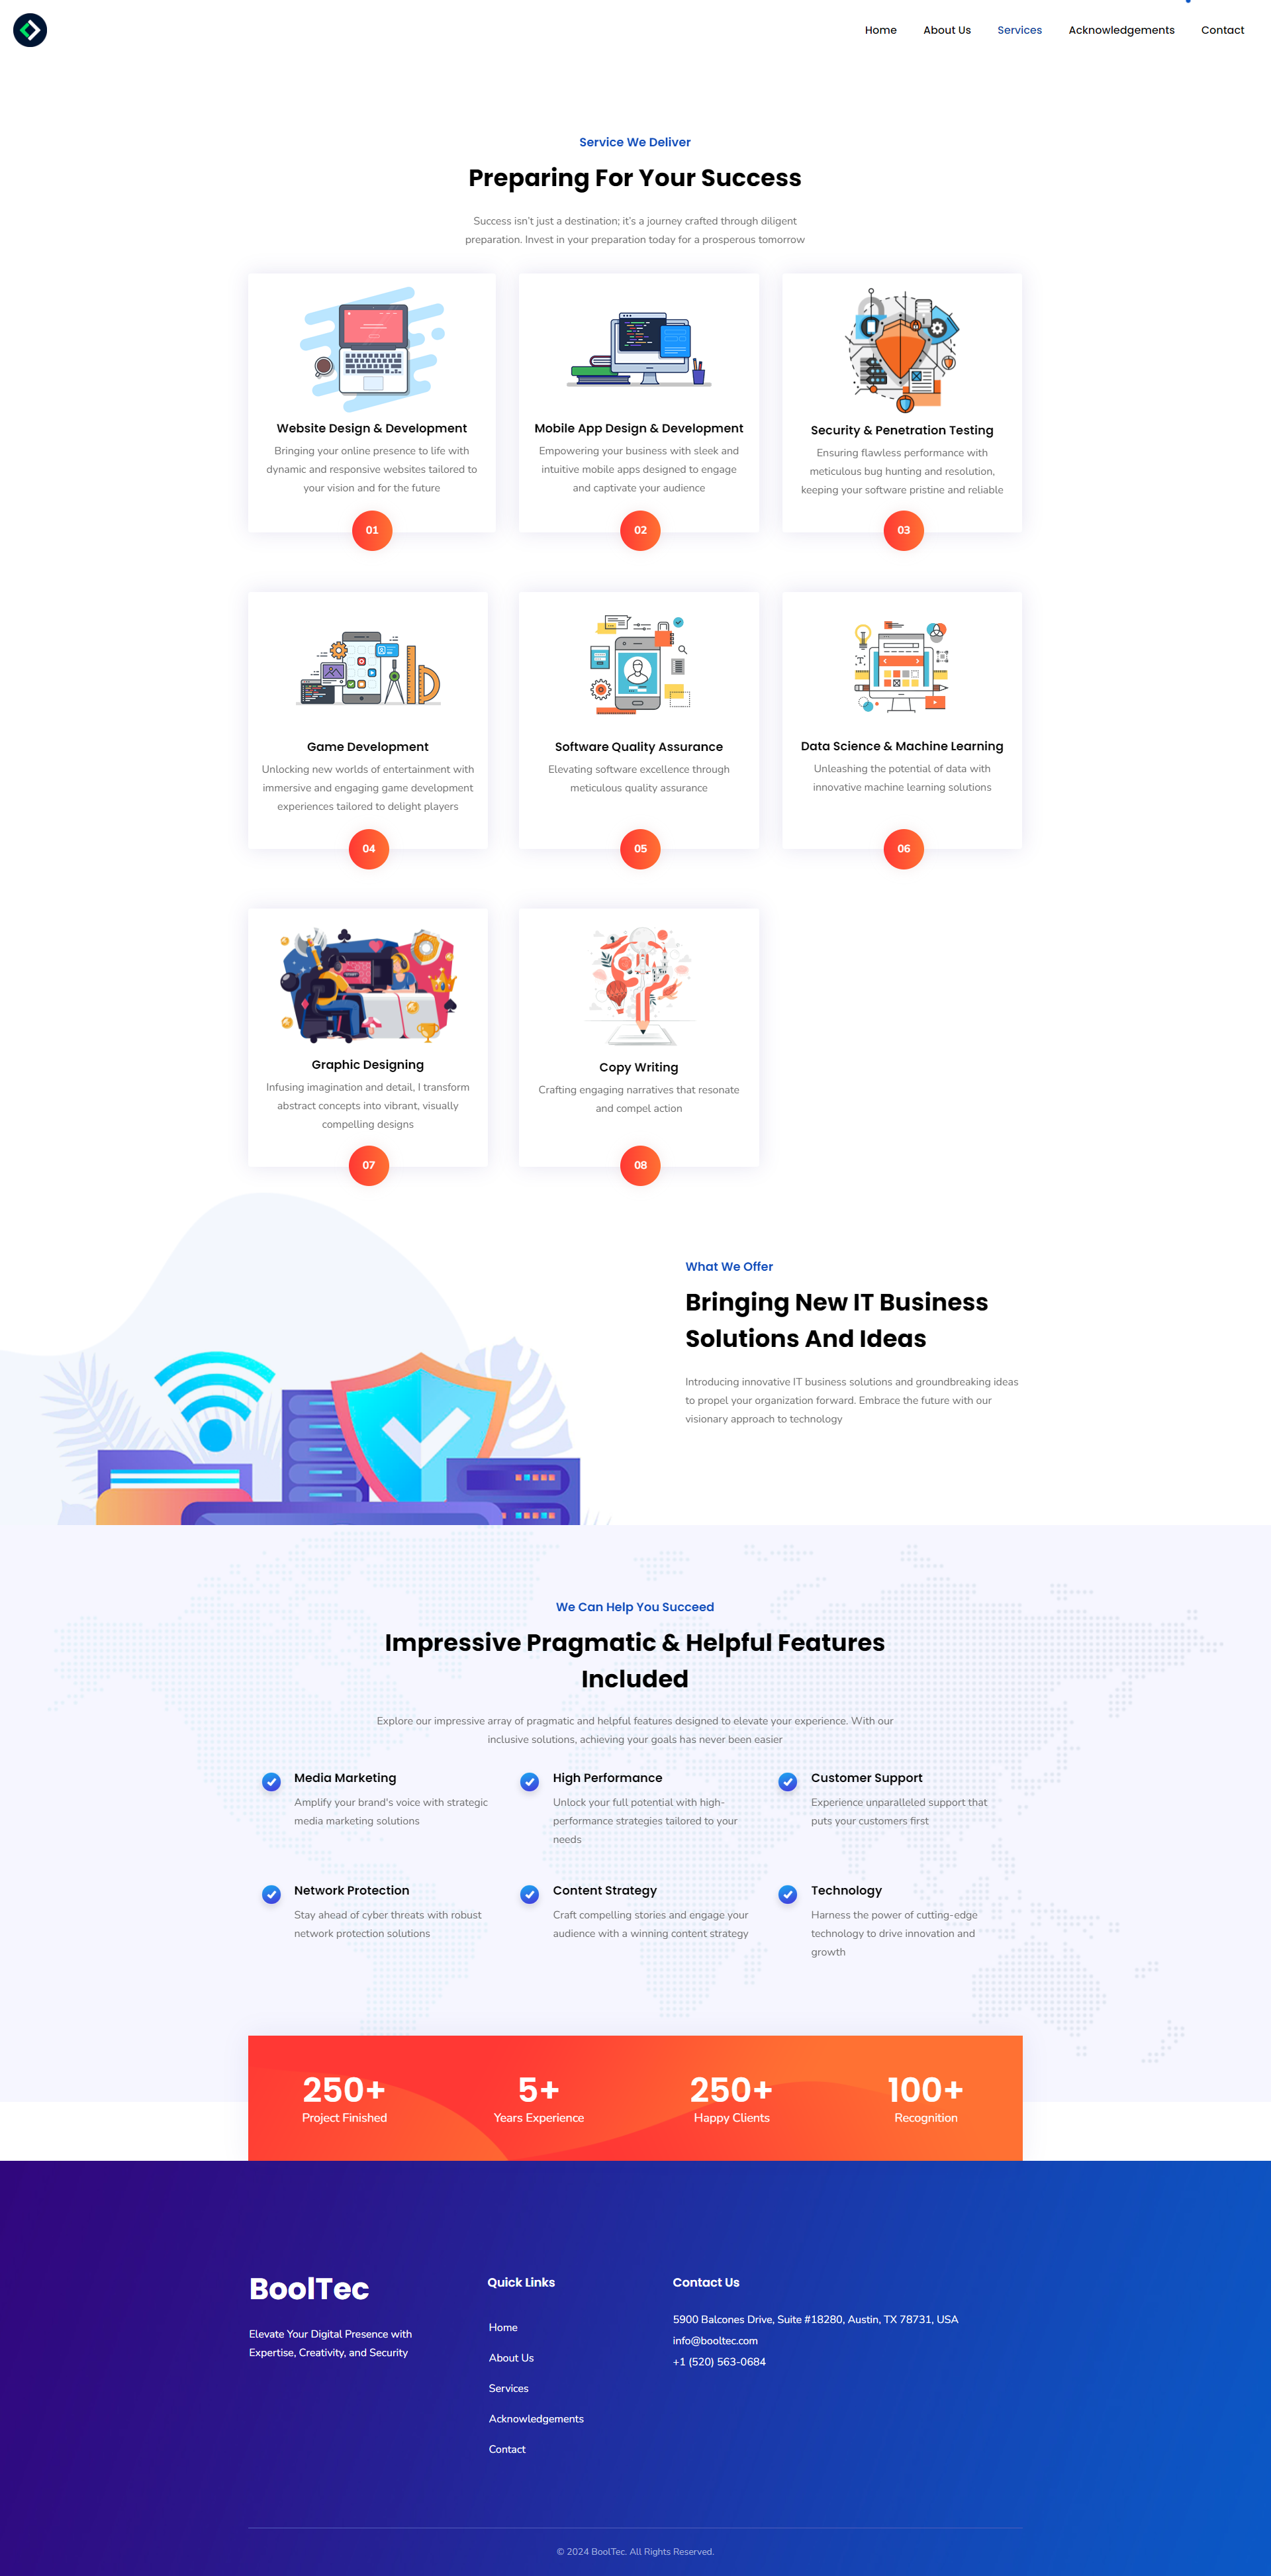 Home About Us Services Acknowledgements Contact
Service We Deliver
Preparing For Your Success
Success isn't just a destination; it's a journey crafted through diligent
preparation. Invest in your preparation today for a prosperous tomorrow
Website Design & Development
Bringing your online presence to life with
dynamic and responsive websites tailored to
your vision and for the future
01
Mobile App Design & Development
Empowering your business with sleek and
intuitive mobile apps designed to engage
and captivate your audience
02
Security & Penetration Testing
Ensuring flawless performance with
meticulous bug hunting and resolution,
keeping your software pristine and reliable
03
Game Development
Unlocking new worlds of entertainment with
immersive and engaging game development
experiences tailored to delight players
04
Software Quality Assurance
Elevating software excellence through
meticulous quality assurance
05
Data Science & Machine Learning
Unleashing the potential of data with
innovative machine learning solutions
06
Graphic Designing
Infusing imagination and detail, I transform
abstract concepts into vibrant, visually
compelling designs
07
Copy Writing
Crafting engaging narratives that resonate
and compel action
08
What We Offer
Bringing New IT Business
Solutions And Ideas
Introducing innovative IT business solutions and groundbreaking ideas
to propel your organization forward. Embrace the future with our
visionary approach to technology
We Can Help You Succeed
Impressive Pragmatic & Helpful Features
Included
Explore our impressive array of pragmatic and helpful features designed to elevate your experience. With our
inclusive solutions, achieving your goals has never been easier
Media Marketing
Amplify your brand's voice with strategic
media marketing solutions
High Performance
Unlock your full potential with high-
performance strategies tailored to your
needs
Customer Support
Experience unparalleled support that
puts your customers first
Network Protection
Stay ahead of cyber threats with robust
network protection solutions
Content Strategy
Craft compelling stories and engage your
audience with a winning content strategy
Technology
Harness the power of cutting-edge
technology to drive innovation and
growth
250+
Project Finished
5+
Years Experience
250+
Happy Clients
100+
Recognition
BoolTec
Elevate Your Digital Presence with
Expertise, Creativity, and Security
Quick Links
Home
About Us
Services
Acknowledgements
Contact
Contact Us
5900 Balcones Drive, Suite #18280, Austin, TX 78731, USA
info@booltec.com
+1 (520) 563-0684
© 2024 BoolTec. All Rights Reserved.